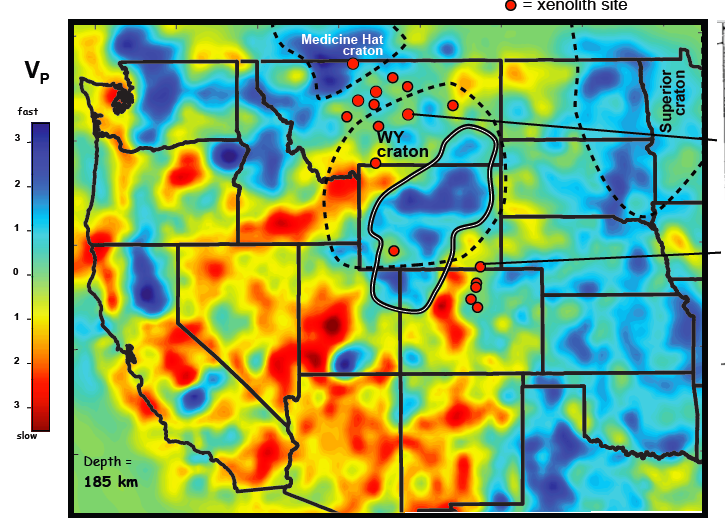 = xenolith site
Medicine Hat
craton
VP
fast
3
2
1
0
1
2
3
slow
WY
craton
Superior
craton
Depth =
185 km